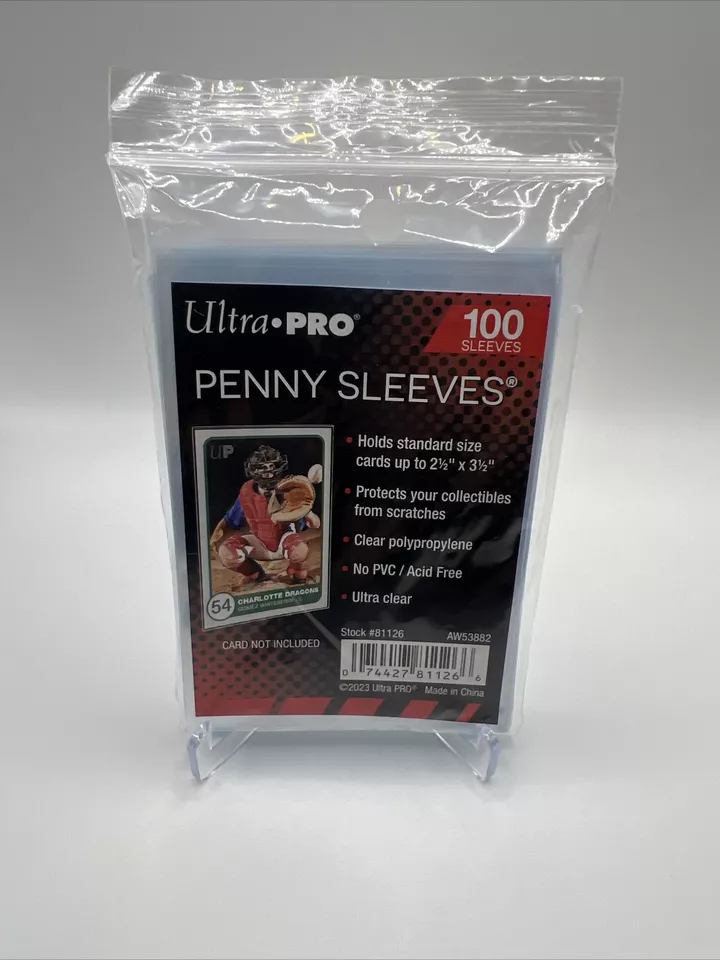 Ultra•PRO®
100
SLEEVES
PENNY SLEEVES®
• Holds standard size
cards up to 2½" x 3½"
• Protects your collectibles
from scratches
• Clear polypropylene
• No PVC / Acid Free
• Ultra clear
UP
54
CHARLOTTE DRAGONS
CARD NOT INCLUDED
Stock #81126
AW53882
0 74427 81126 6
©2023 Ultra PRO® Made in China